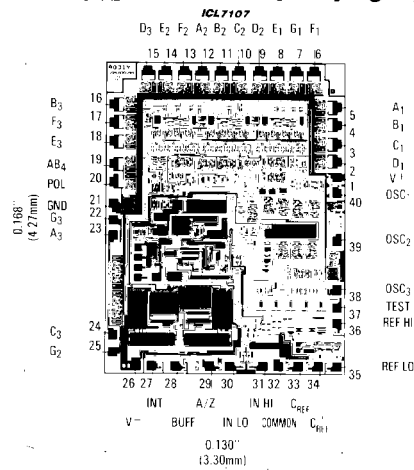 ICL7107
D3 E2 F2 A2 B2 C2 D2 E1 G1 F1
15 14 13 12 11 10 9 8 7 6
B3 16
F3 17
E3 18
AB4 19
POL 20
GND 21
G3 22
A3 23
C3 24
G2 25
5 A1
4 B1
3 C1
2 D1
1 V+
40 OSC1
39 OSC2
38 OSC3
37 TEST
36 REF HI
35 REF LO
0.168"
(4.27mm)
26 27 28 29 30 31 32 33 34
INT A/Z IN HI CREF
V− BUFF IN LO COMMON CREF
0.130"
(3.30mm)